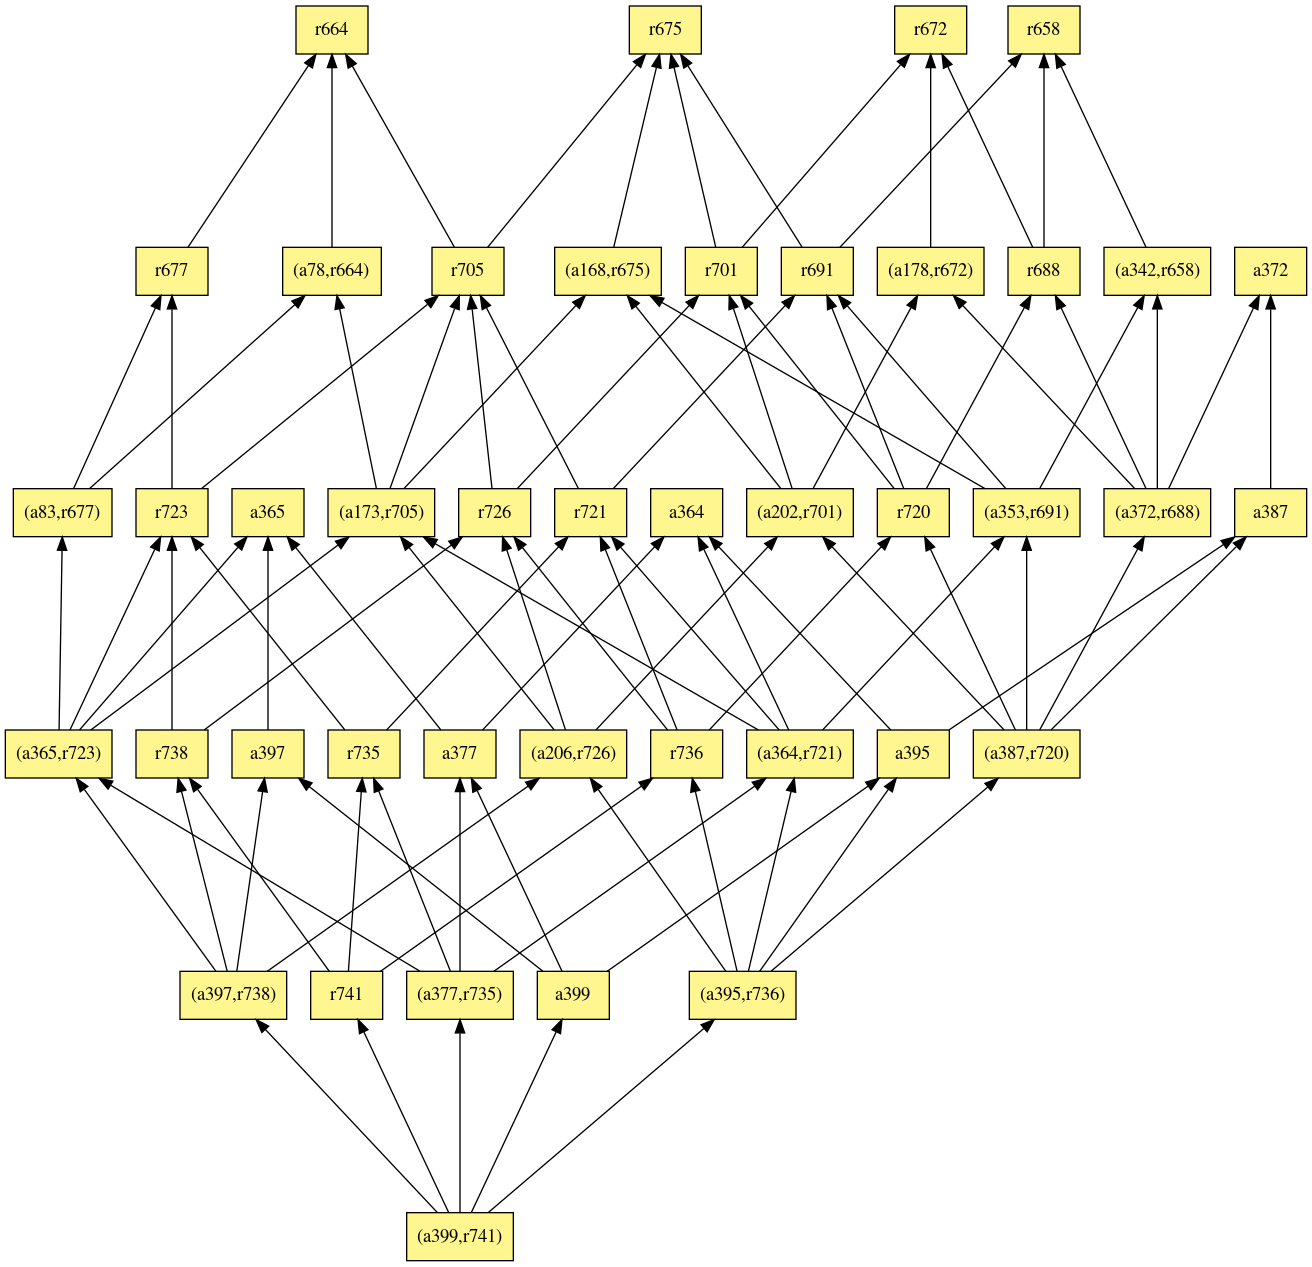 r664
r675
r672
r658
r677
(a78,r664)
r705
(a168,r675)
r701
r691
(a178,r672)
r688
(a342,r658)
a372
(a83,r677)
r723
a365
(a173,r705)
r726
r721
a364
(a202,r701)
r720
(a353,r691)
(a372,r688)
a387
(a365,r723)
r738
a397
r735
a377
(a206,r726)
r736
(a364,r721)
a395
(a387,r720)
(a397,r738)
r741
(a377,r735)
a399
(a395,r736)
(a399,r741)